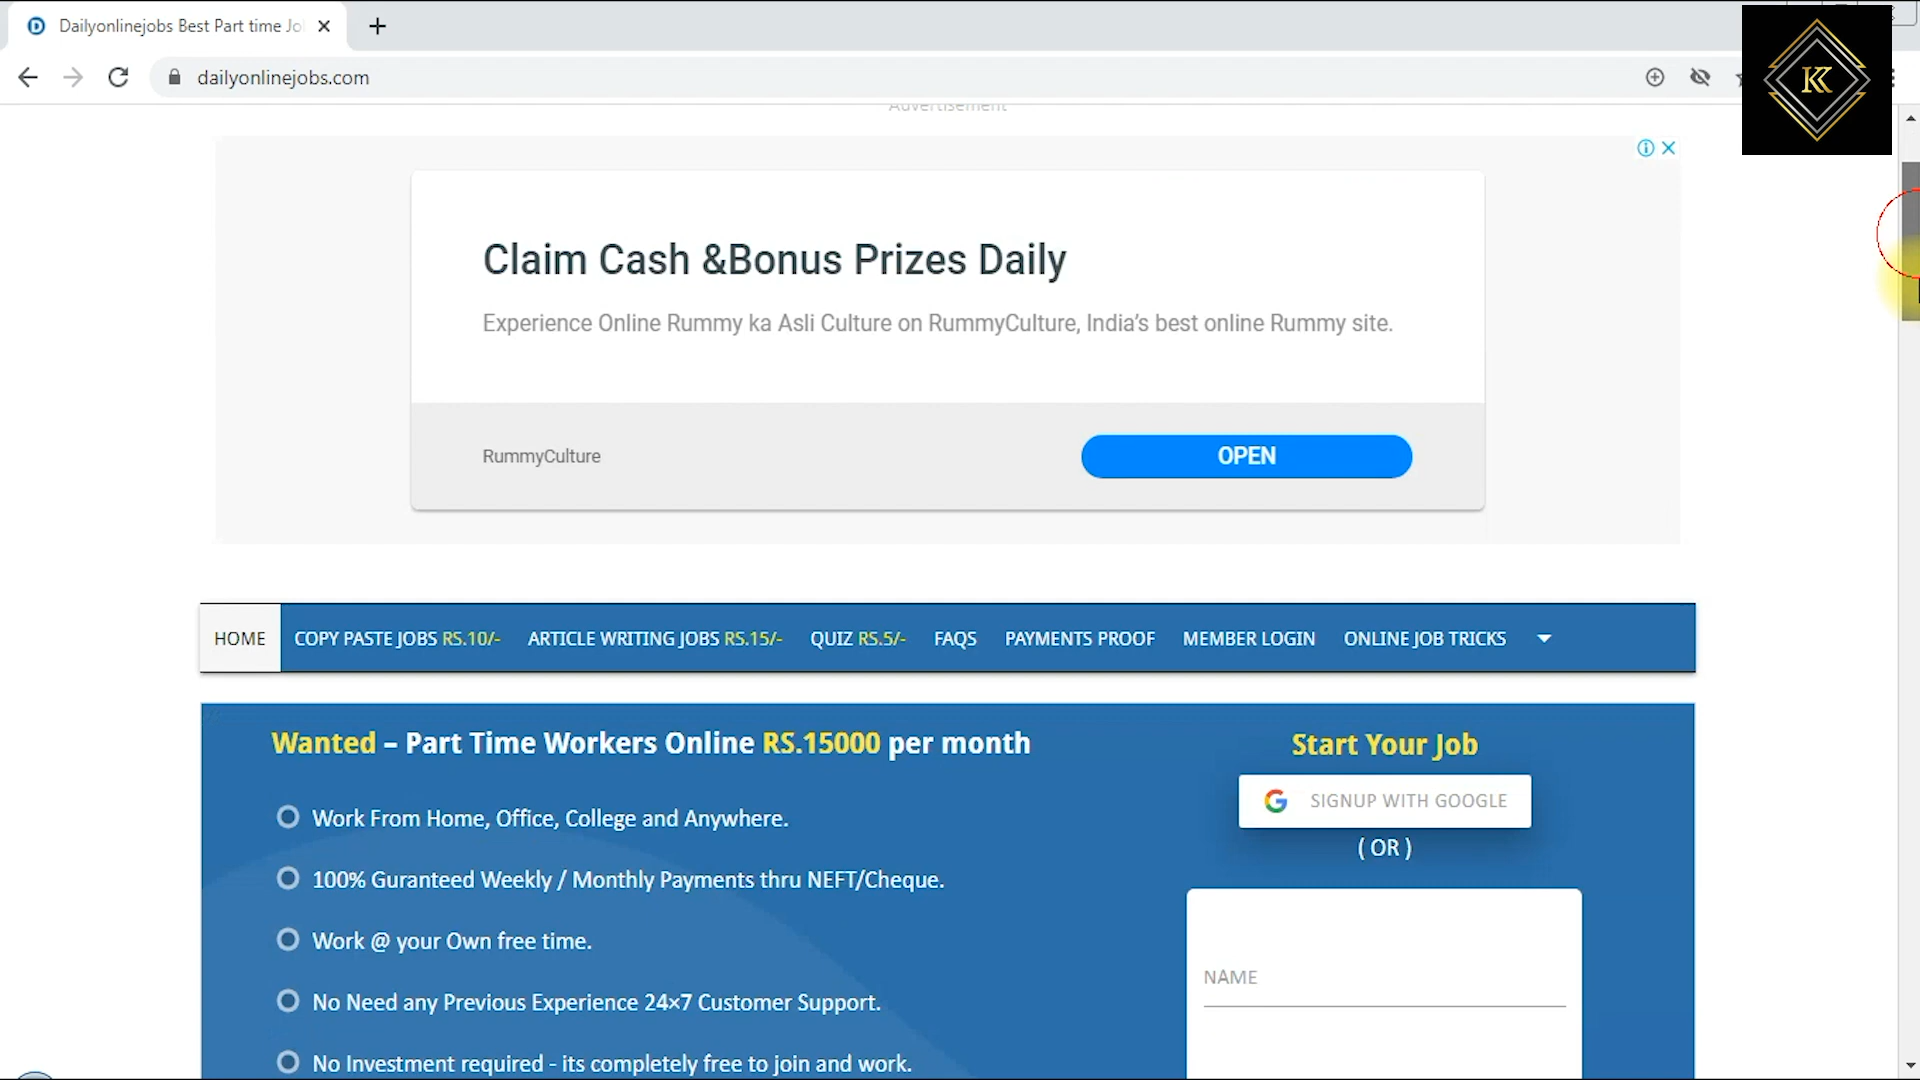 Dailyonlinejobs Best Part time Jo
dailyonlinejobs.com
Advertisement
Claim Cash &Bonus Prizes Daily
Experience Online Rummy ka Asli Culture on RummyCulture, India's best online Rummy site.
RummyCulture
OPEN
HOME COPY PASTE JOBS RS.10/- ARTICLE WRITING JOBS RS.15/- QUIZ RS.5/- FAQS PAYMENTS PROOF MEMBER LOGIN ONLINE JOB TRICKS
Wanted – Part Time Workers Online RS.15000 per month
Work From Home, Office, College and Anywhere.
100% Guranteed Weekly / Monthly Payments thru NEFT/Cheque.
Work @ your Own free time.
No Need any Previous Experience 24×7 Customer Support.
No Investment required - its completely free to join and work.
Start Your Job
SIGNUP WITH GOOGLE
( OR )
NAME